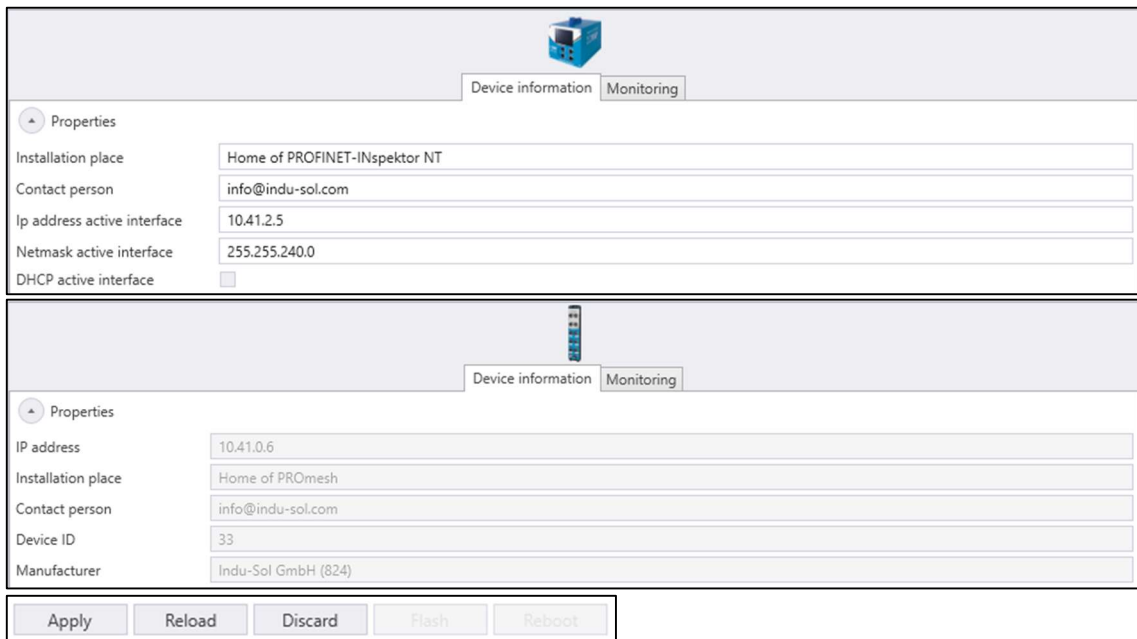 Device information Monitoring
Properties
Installation place Home of PROFINET-INspektor NT
Contact person info@indu-sol.com
Ip address active interface 10.41.2.5
Netmask active interface 255.255.240.0
DHCP active interface
Device information Monitoring
Properties
IP address 10.41.0.6
Installation place Home of PROmesh
Contact person info@indu-sol.com
Device ID 33
Manufacturer Indu-Sol GmbH (824)
Apply Reload Discard Flash Reboot